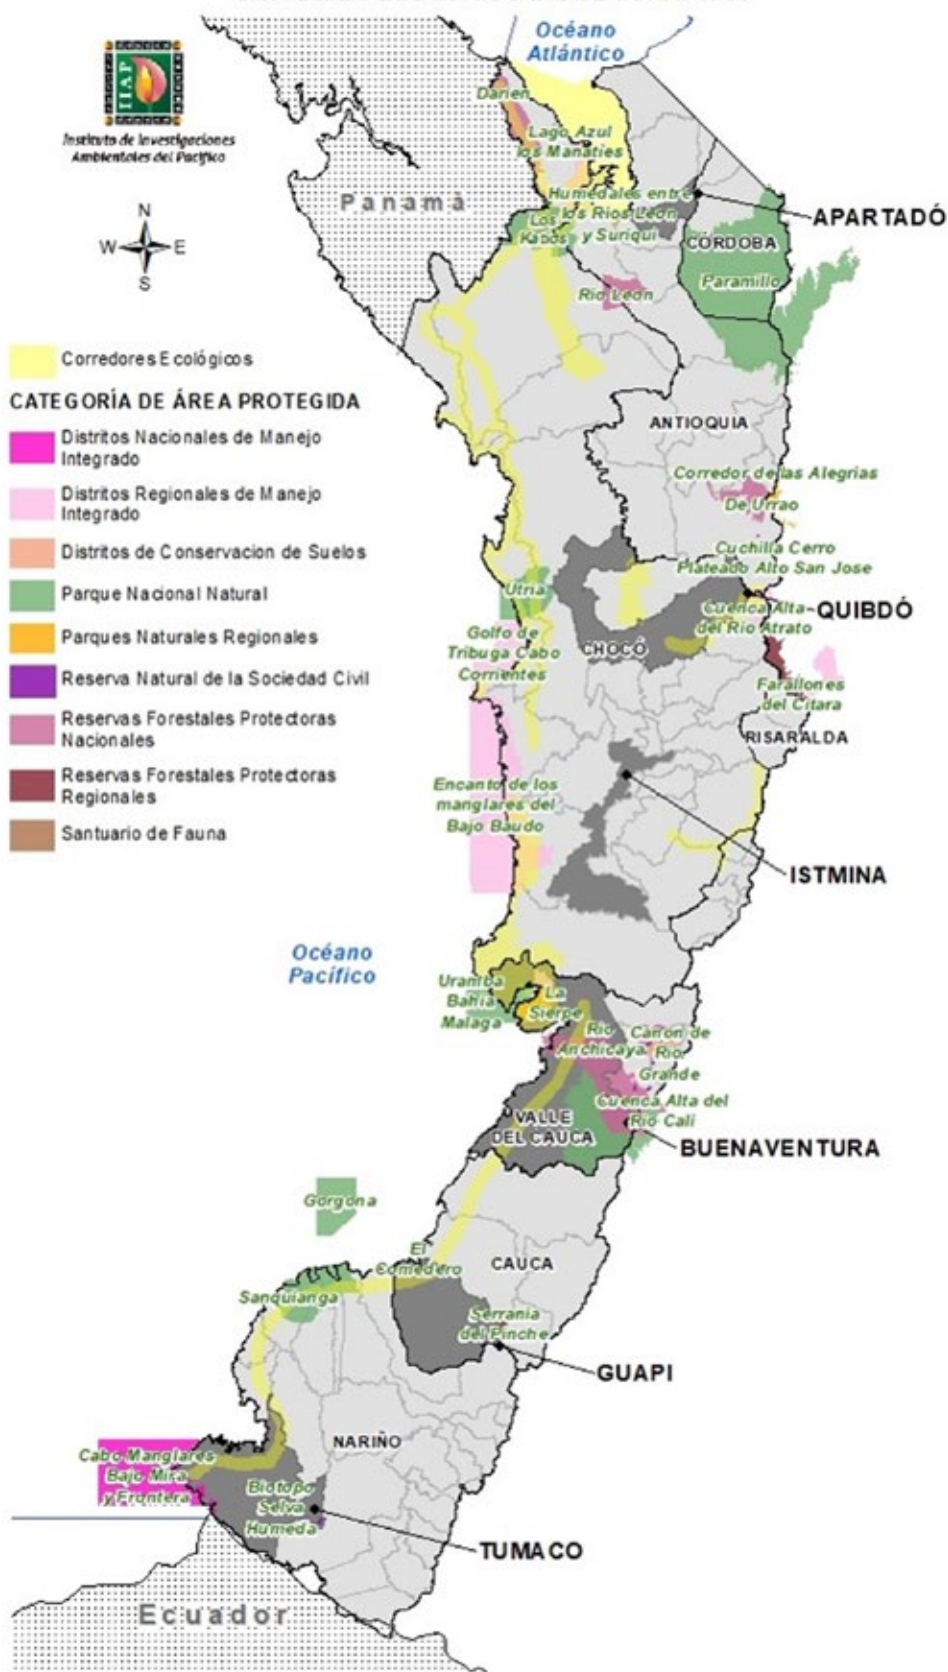 Océano
Atlántico
IIAP
Instituto de Investigaciones
Ambientales del Pacífico
N
W E
S
Panamà
Darien
Lago Azul
los Manatíes
Humedales entre
los Rios León
y Suriqui
Los
Katios
APARTADÓ
CÓRDOBA
Paramillo
Rio León
Corredores Ecológicos
CATEGORÍA DE ÁREA PROTEGIDA
Distritos Nacionales de Manejo
Integrado
Distritos Regionales de Manejo
Integrado
Distritos de Conservacion de Suelos
Parque Nacional Natural
Parques Naturales Regionales
Reserva Natural de la Sociedad Civil
Reservas Forestales Protectoras
Nacionales
Reservas Forestales Protectoras
Regionales
Santuario de Fauna
ANTIOQUIA
Corredor de las Alegrias
De Urrao
Cuchilla Cerro
Plateado Alto San Jose
Utria
QUIBDÓ
Cuenca Alta
del Rio Atrato
Golfo de
Tribuga Cabo
Corrientes
CHOCÓ
Farallones
del Citara
RISARALDA
Encanto de los
manglares del
Bajo Baudo
ISTMINA
Océano
Pacífico
Uramba
Bahia
Malaga
La
Sierpe
Rio
Anchicaya
Cañon de
Rio
Grande
Cuenca Alta del
Rio Cali
VALLE
DEL CAUCA
BUENAVENTURA
Gorgona
El
Comedero
CAUCA
Sanquianga
Serrania
del Pinche
GUAPI
NARIÑO
Cabo Manglares
Bajo Mira
y Frontera
Biotopo
Selva
Humeda
TUMACO
Ecuador